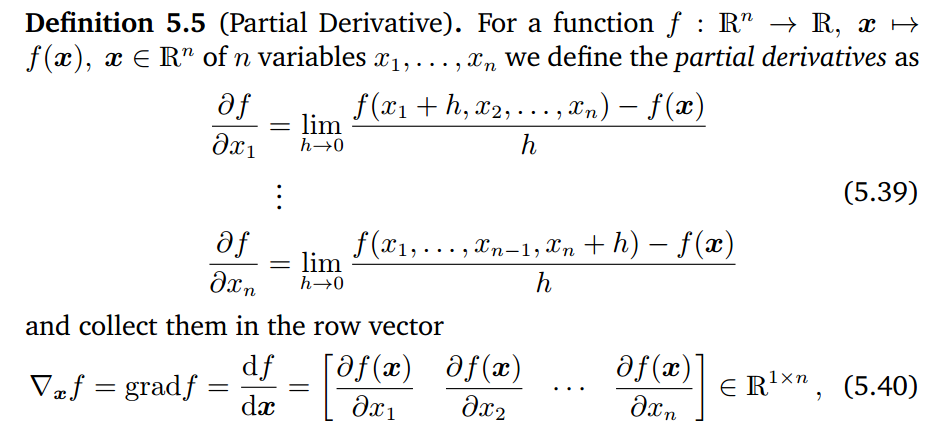 Definition 5.5 (Partial Derivative). For a function f : ℝⁿ → ℝ, 𝒙 ↦
f(𝒙), 𝒙 ∈ ℝⁿ of n variables x₁, . . . , xₙ we define the partial derivatives as
∂f/∂x₁ = lim_{h→0} (f(x₁ + h, x₂, . . . , xₙ) − f(𝒙))/h
⋮ (5.39)
∂f/∂xₙ = lim_{h→0} (f(x₁, . . . , xₙ₋₁, xₙ + h) − f(𝒙))/h
and collect them in the row vector
∇_𝒙 f = gradf = df/d𝒙 = [∂f(𝒙)/∂x₁ ∂f(𝒙)/∂x₂ ⋯ ∂f(𝒙)/∂xₙ] ∈ ℝ^{1×n} , (5.40)